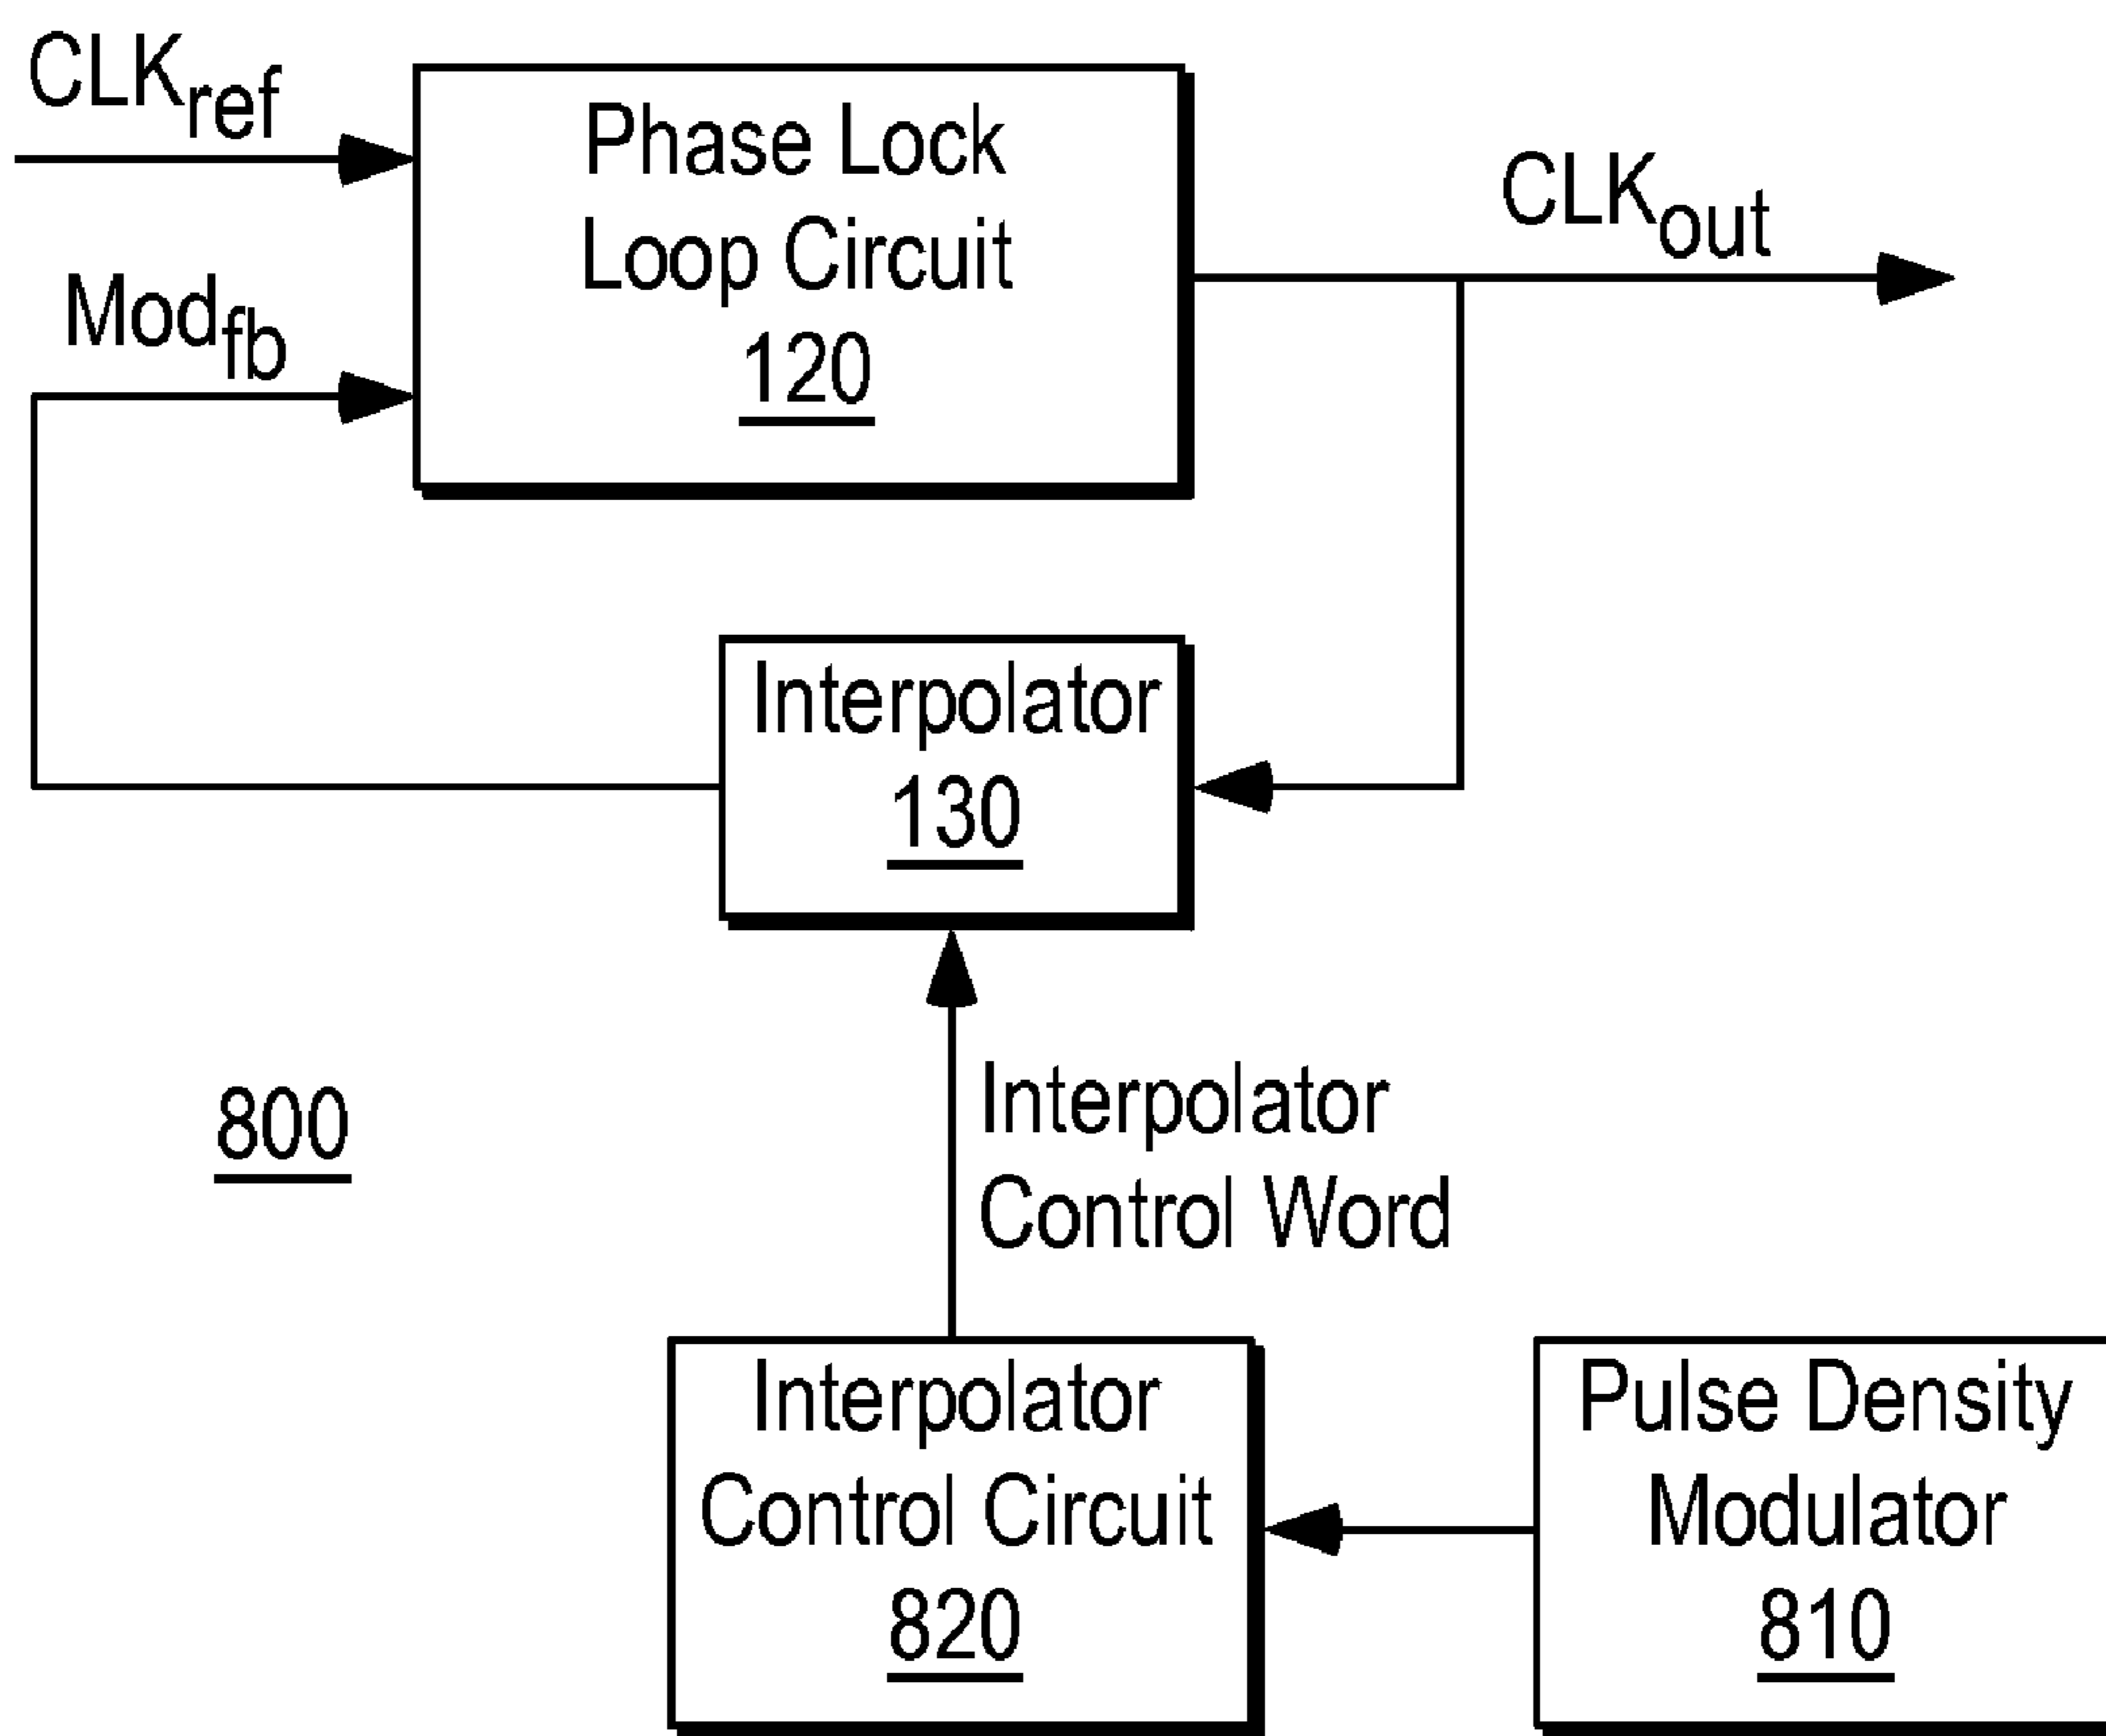 CLKref
Phase Lock
Loop Circuit
120
CLKout
Modfb
Interpolator
130
Interpolator
Control Word
800
Interpolator
Control Circuit
820
Pulse Density
Modulator
810